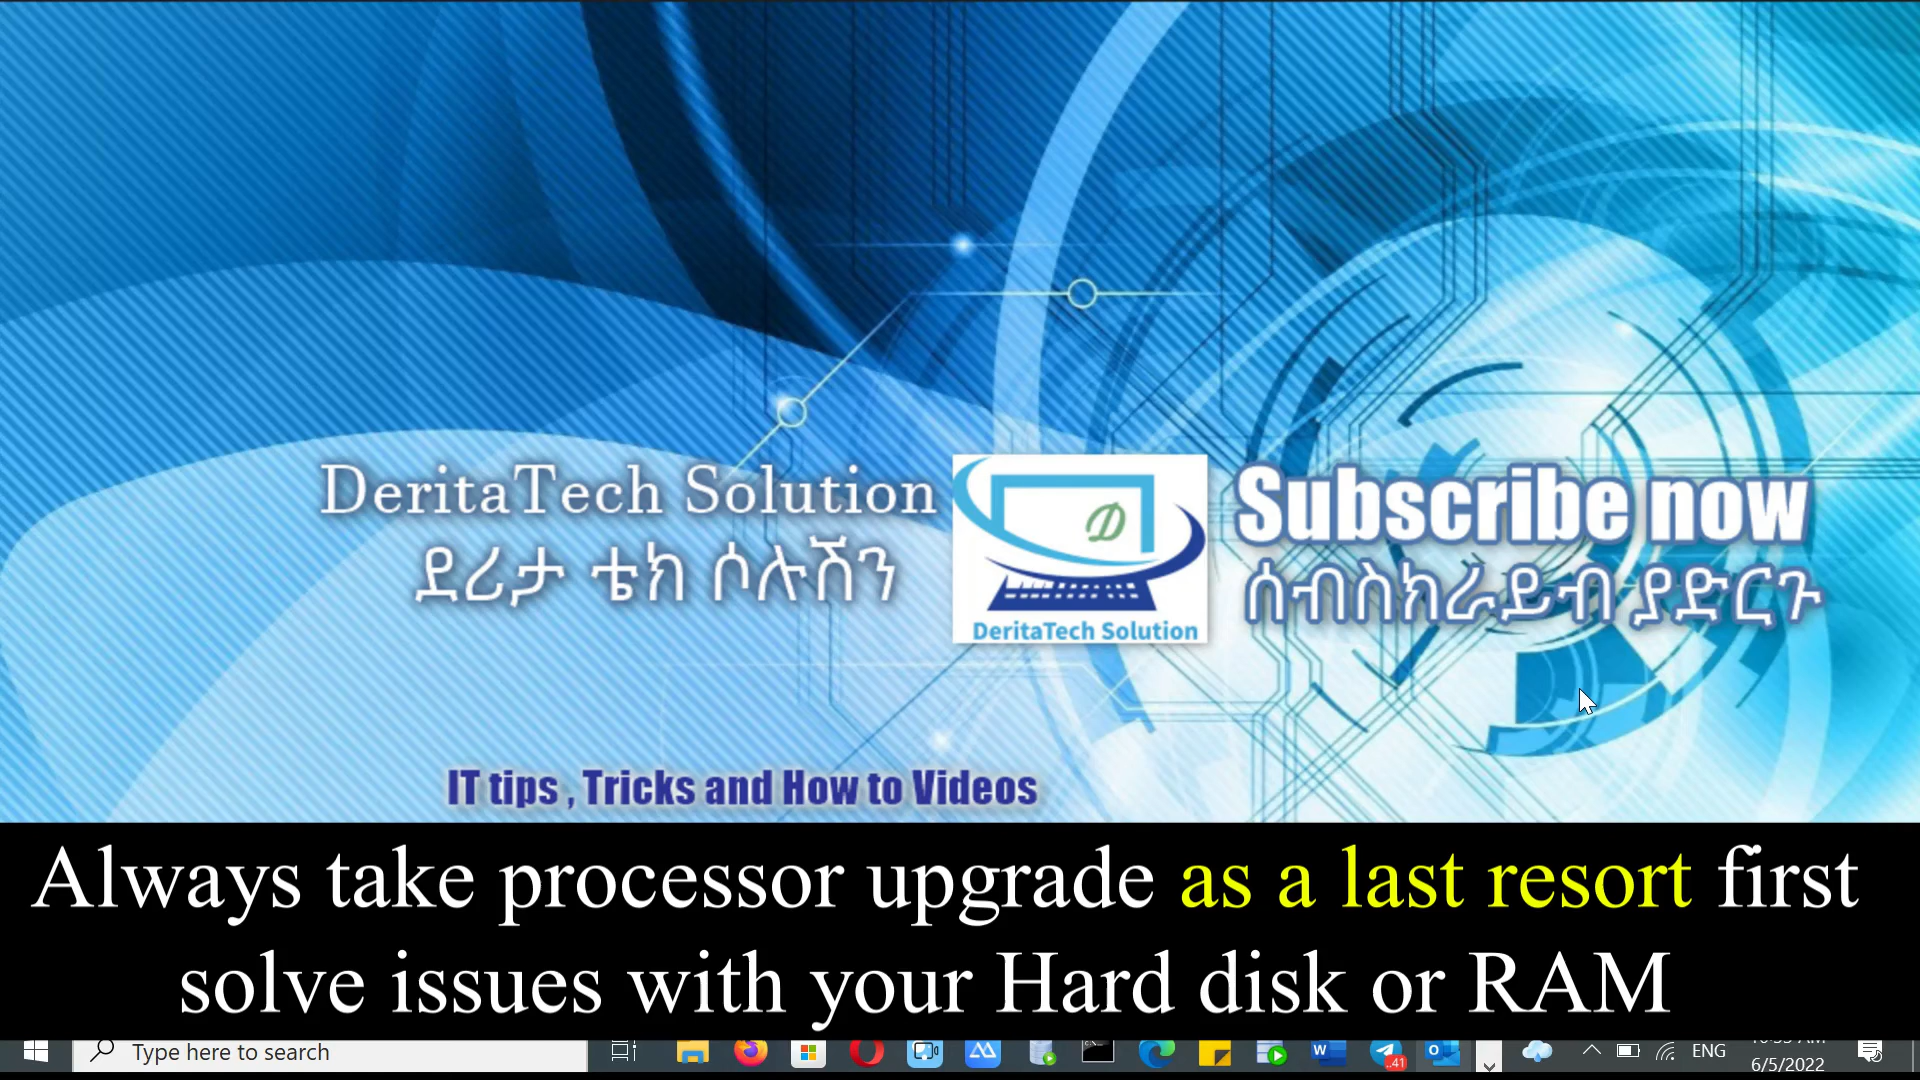 DeritaTech Solution
ደሪታ ቴክ ሶሉሽን
D
DeritaTech Solution
Subscribe now
ሰብስክራይብ ያድርጉ
IT tips , Tricks and How to Videos
Always take processor upgrade as a last resort first
solve issues with your Hard disk or RAM
Type here to search
W
..41
O
ENG
6/5/2022